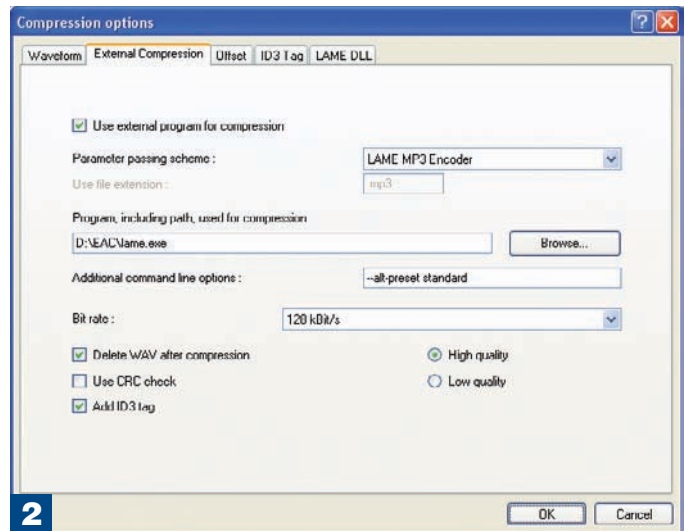 Compression options
Waveform External Compression Offset ID3 Tag LAME DLL
Use external program for compression
Parameter passing scheme :
LAME MP3 Encoder
Use file extension :
.mp3
Program, including path, used for compression
D:\EAC\lame.exe
Browse...
Additional command line options :
--alt-preset standard
Bit rate :
128 kBit/s
Delete WAV after compression
High quality
Use CRC check
Low quality
Add ID3 tag
2
OK
Cancel